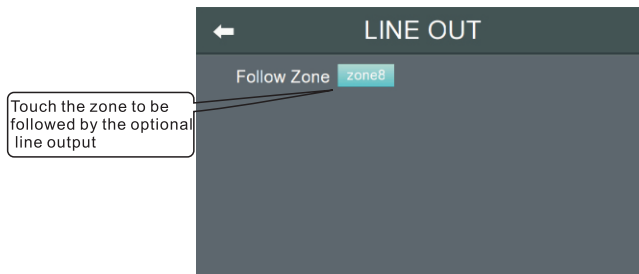 LINE OUT
Follow Zone zone8
Touch the zone to be
followed by the optional
line output